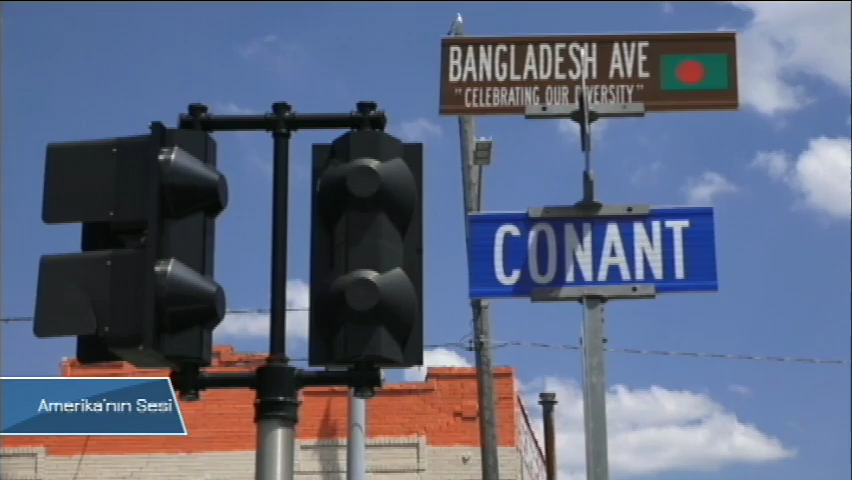 BANGLADESH AVE
"CELEBRATING OUR DIVERSITY"
CONANT
Amerika'nın Sesi